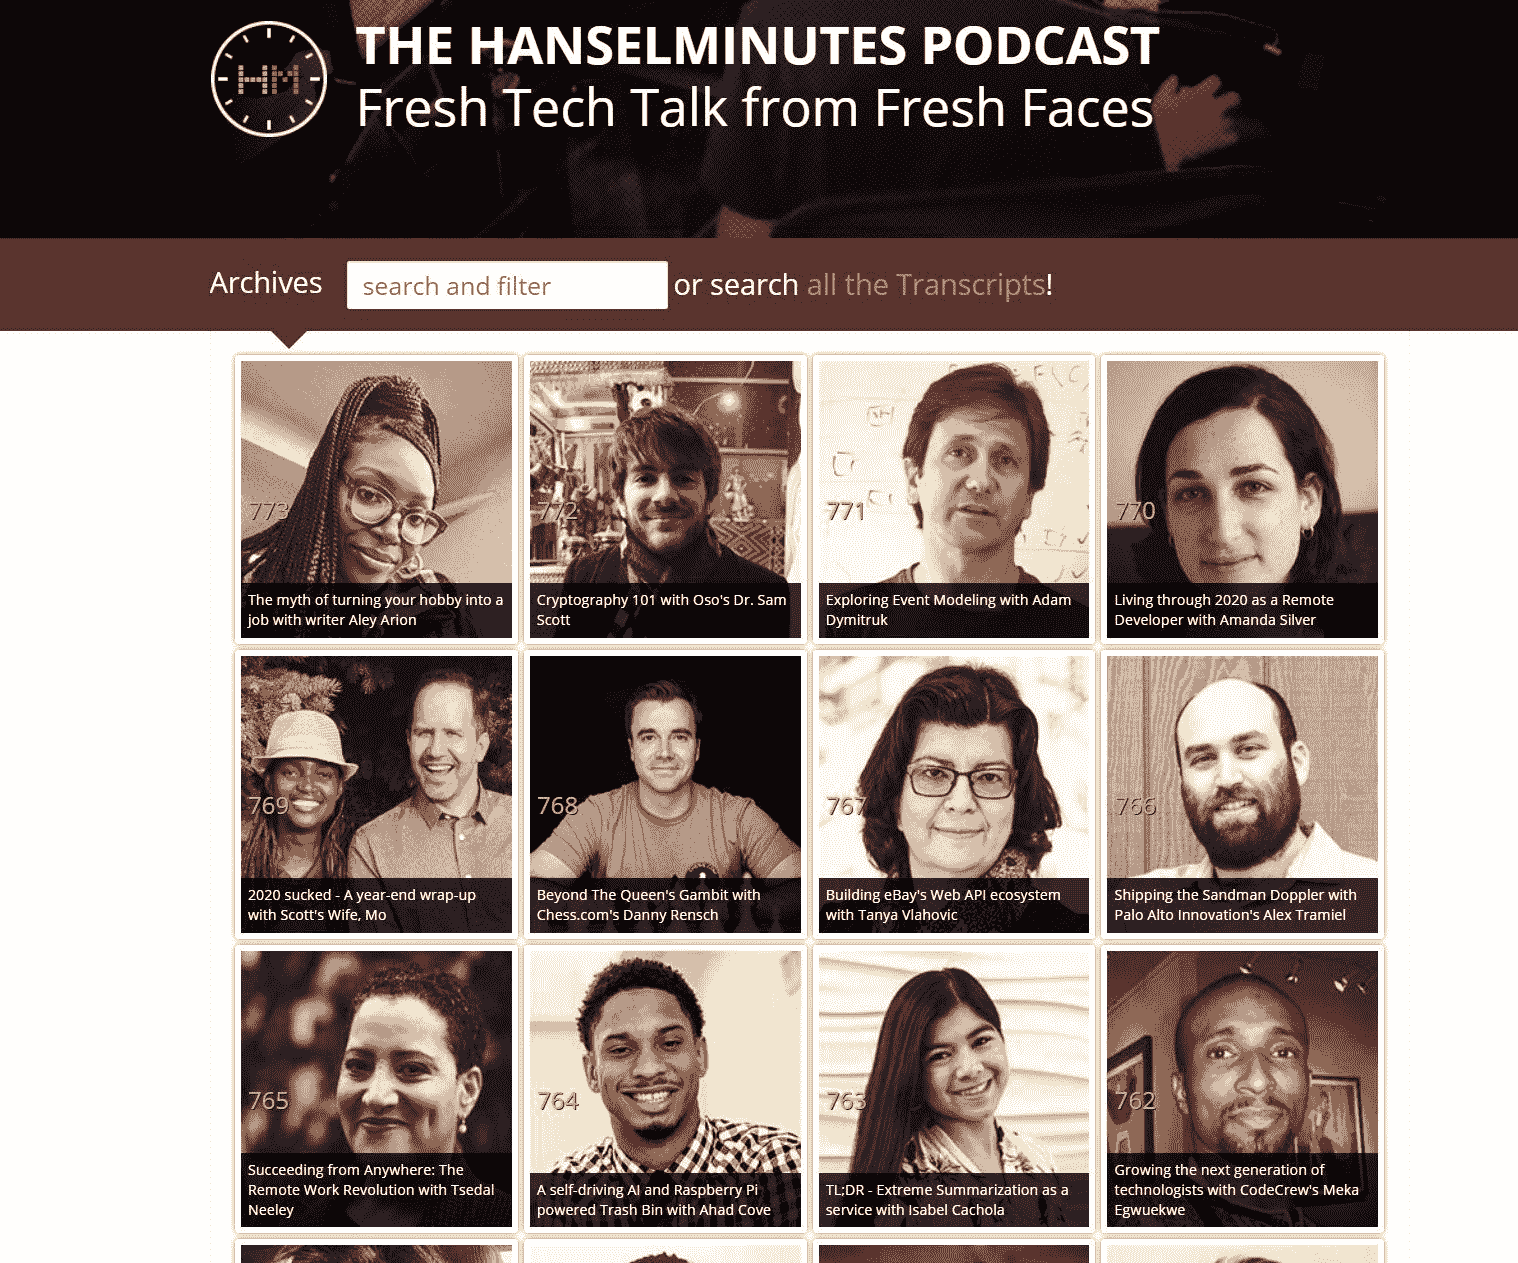 HM
THE HANSELMINUTES PODCAST
Fresh Tech Talk from Fresh Faces
Archives
search and filter
or search all the Transcripts!
773
The myth of turning your hobby into a
job with writer Aley Arion
772
Cryptography 101 with Oso's Dr. Sam
Scott
771
Exploring Event Modeling with Adam
Dymitruk
770
Living through 2020 as a Remote
Developer with Amanda Silver
769
2020 sucked - A year-end wrap-up
with Scott's Wife, Mo
768
Beyond The Queen's Gambit with
Chess.com's Danny Rensch
767
Building eBay's Web API ecosystem
with Tanya Vlahovic
766
Shipping the Sandman Doppler with
Palo Alto Innovation's Alex Tramiel
765
Succeeding from Anywhere: The
Remote Work Revolution with Tsedal
Neeley
764
A self-driving AI and Raspberry Pi
powered Trash Bin with Ahad Cove
763
TL;DR - Extreme Summarization as a
service with Isabel Cachola
762
Growing the next generation of
technologists with CodeCrew's Meka
Egwuekwe